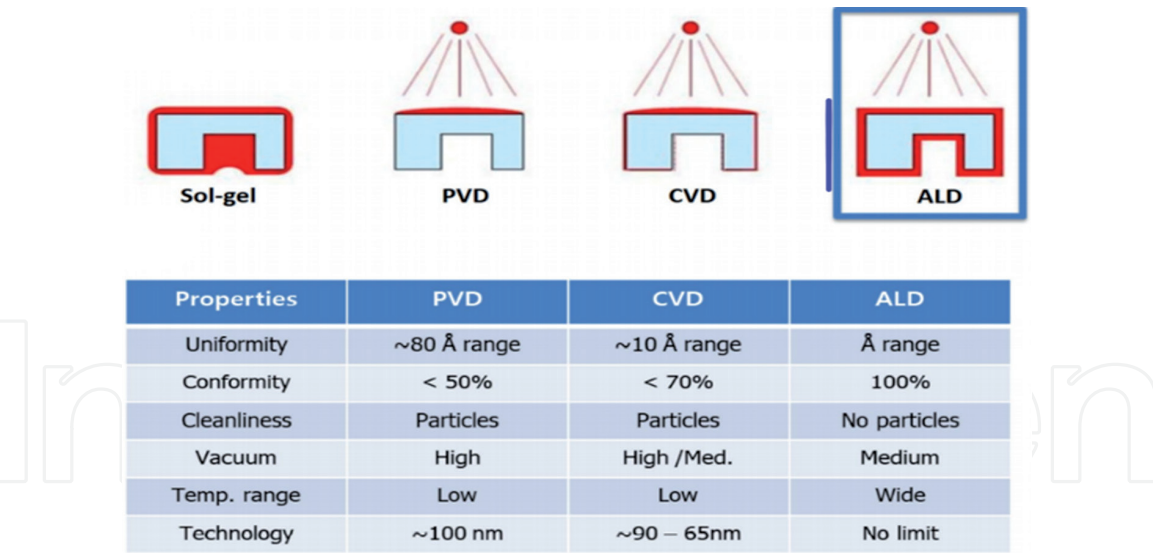 Sol-gel PVD CVD ALD
Properties PVD CVD ALD
Uniformity ~80 Å range ~10 Å range Å range
Conformity < 50% < 70% 100%
Cleanliness Particles Particles No particles
Vacuum High High /Med. Medium
Temp. range Low Low Wide
Technology ~100 nm ~90 – 65nm No limit